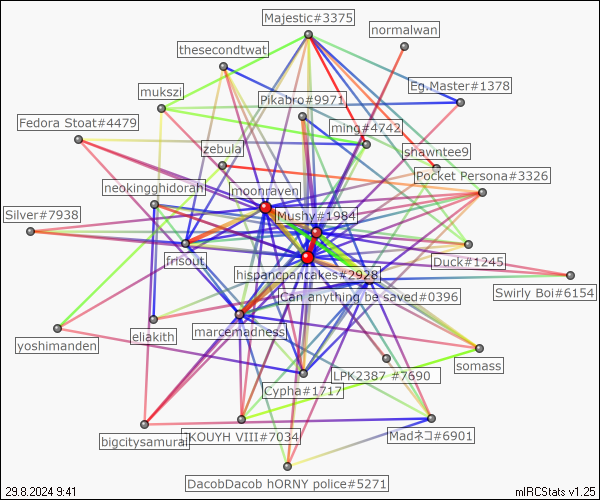 Majestic#3375
normalwan
thesecondtwat
Eg.Master#1378
mukszi
Pikabro#9971
Fedora Stoat#4479
ming#4742
zebula
shawntee9
Pocket Persona#3326
neokingghidorah
moonraven
Silver#7938
Mushy#1984
frisout
Duck#1245
hispancpancakes#2928
Swirly Boi#6154
Can anything be saved#0396
eliakith
marcemadness
yoshimanden
somass
LPK2387 #7690
Cypha#1717
bigcitysamurai
KOUYH VIII#7034
Madネコ#6901
DacobDacob hORNY police#5271
29.8.2024 9:41
mIRCStats v1.25